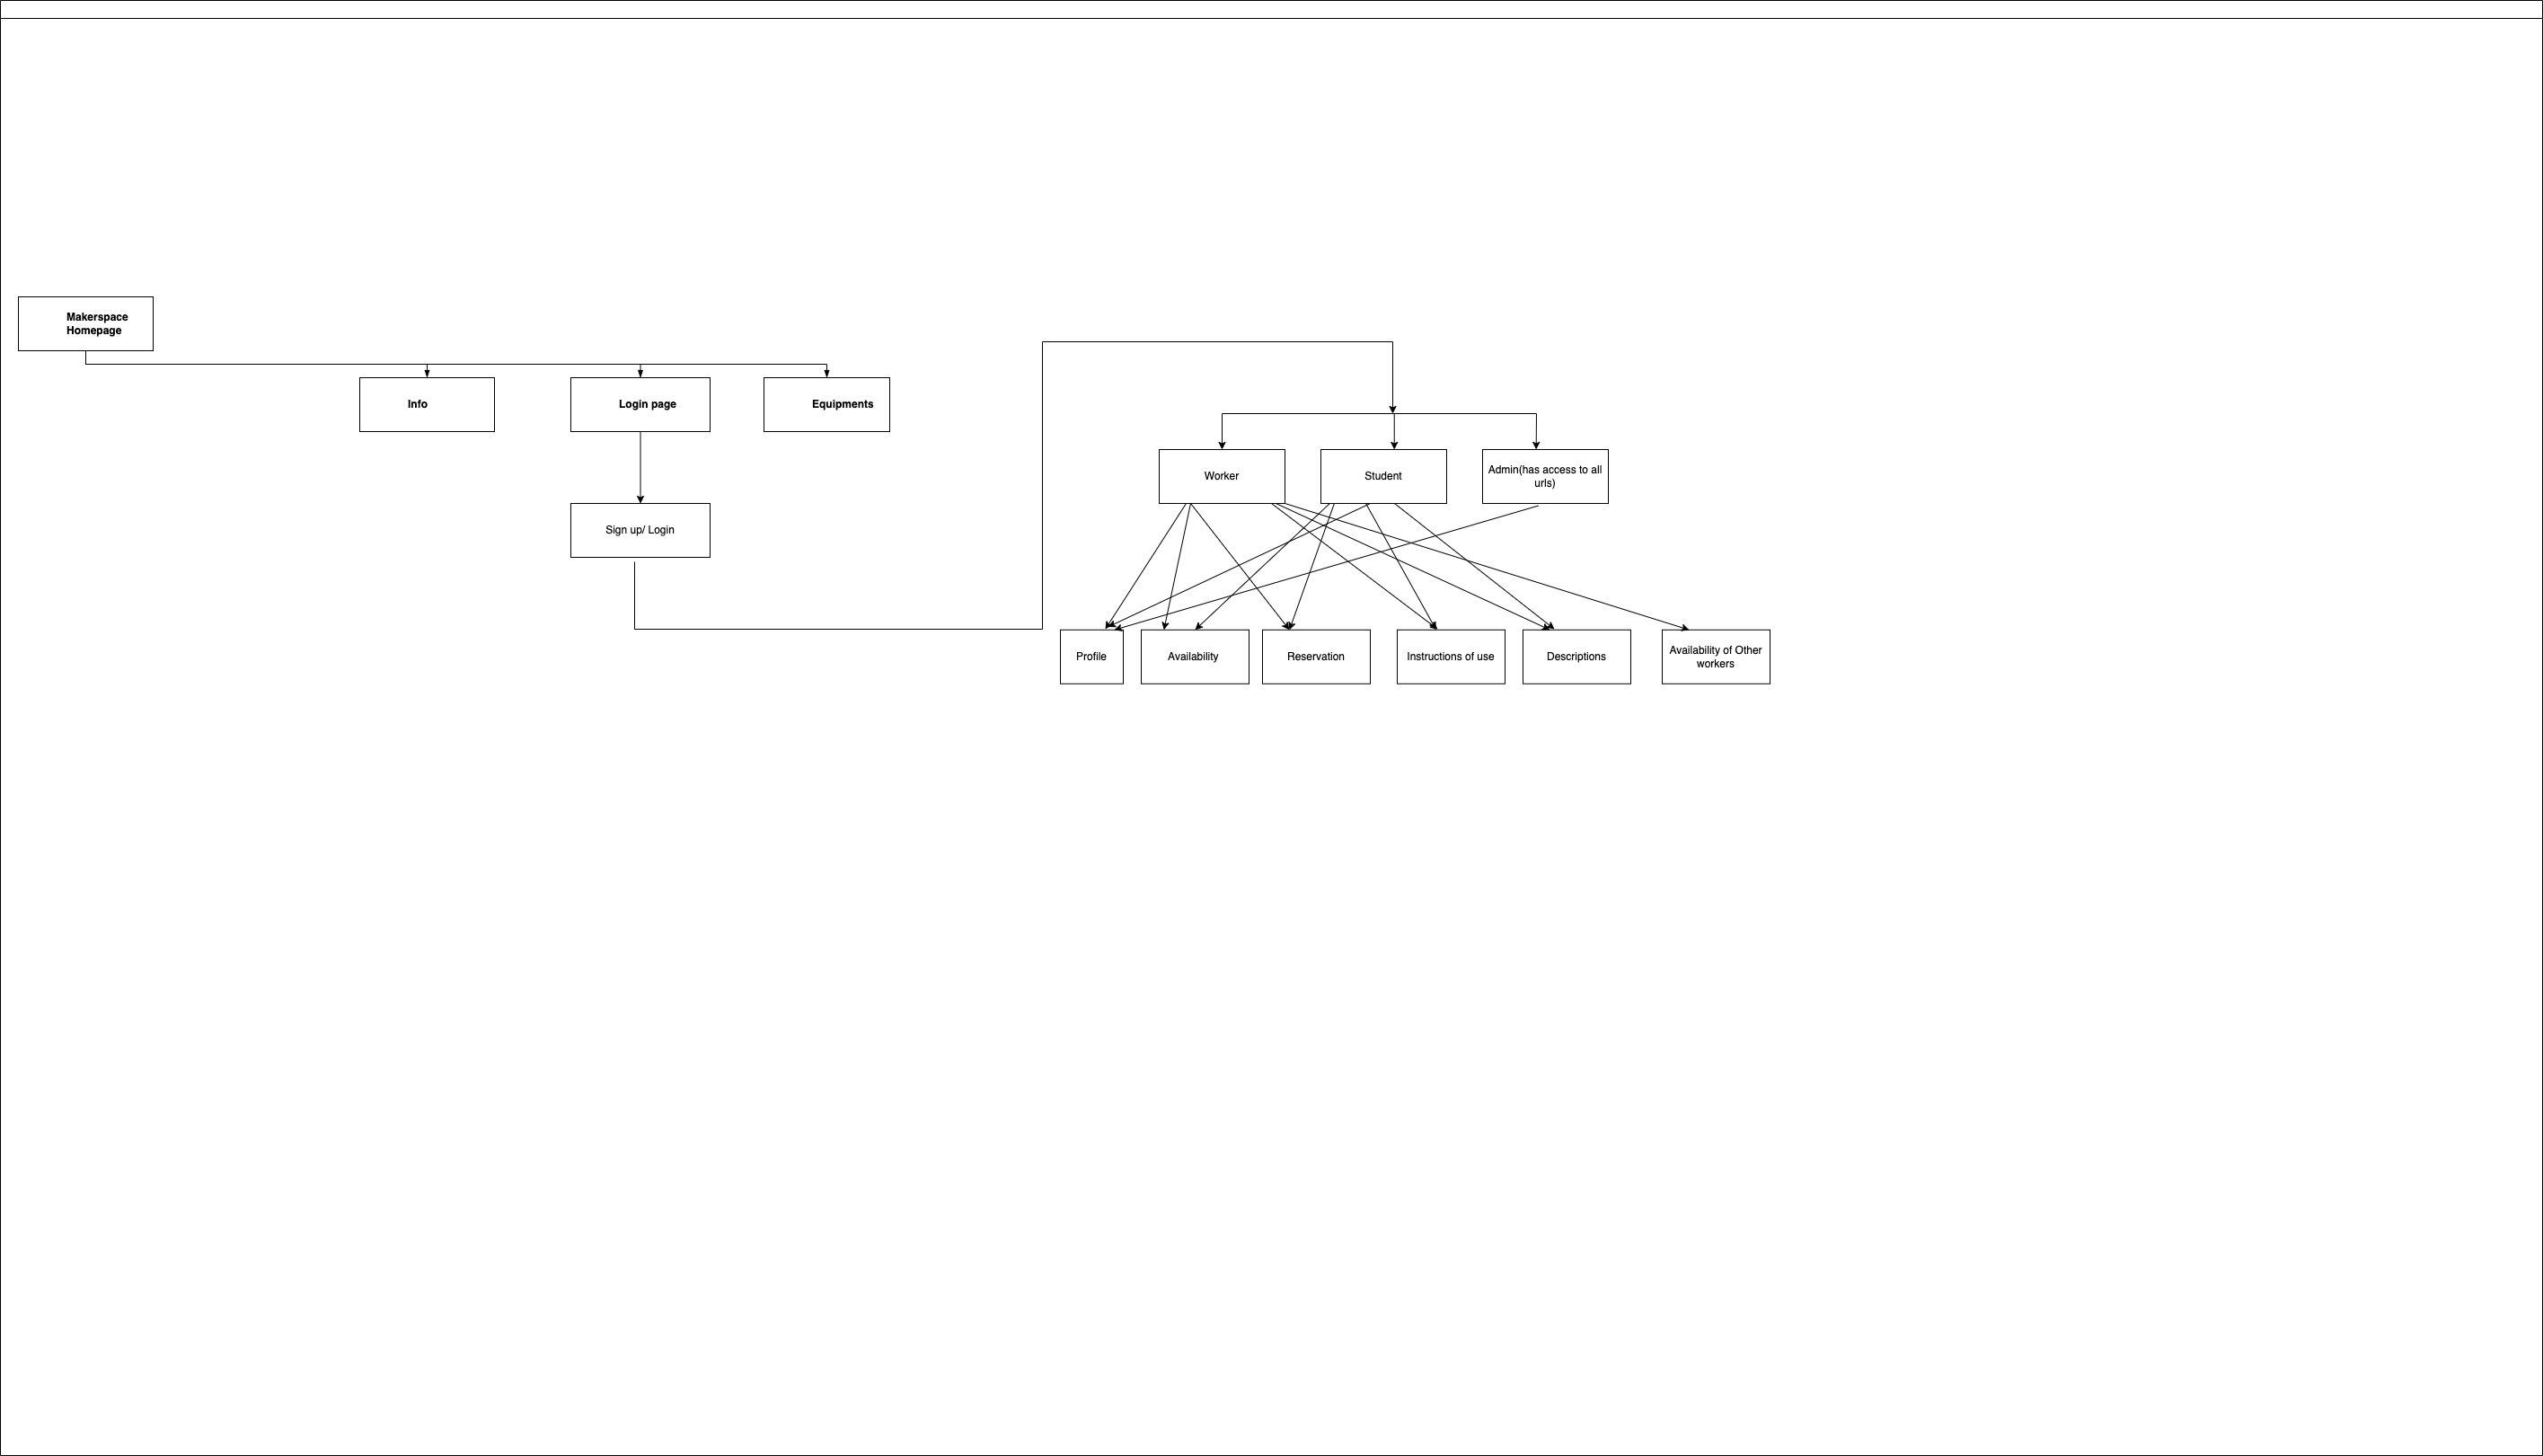 Makerspace
Homepage
Info
Login page
Equipments
Worker
Student
Admin(has access to all
urls)
Sign up/ Login
Profile
Availability
Reservation
Instructions of use
Descriptions
Availability of Other
workers